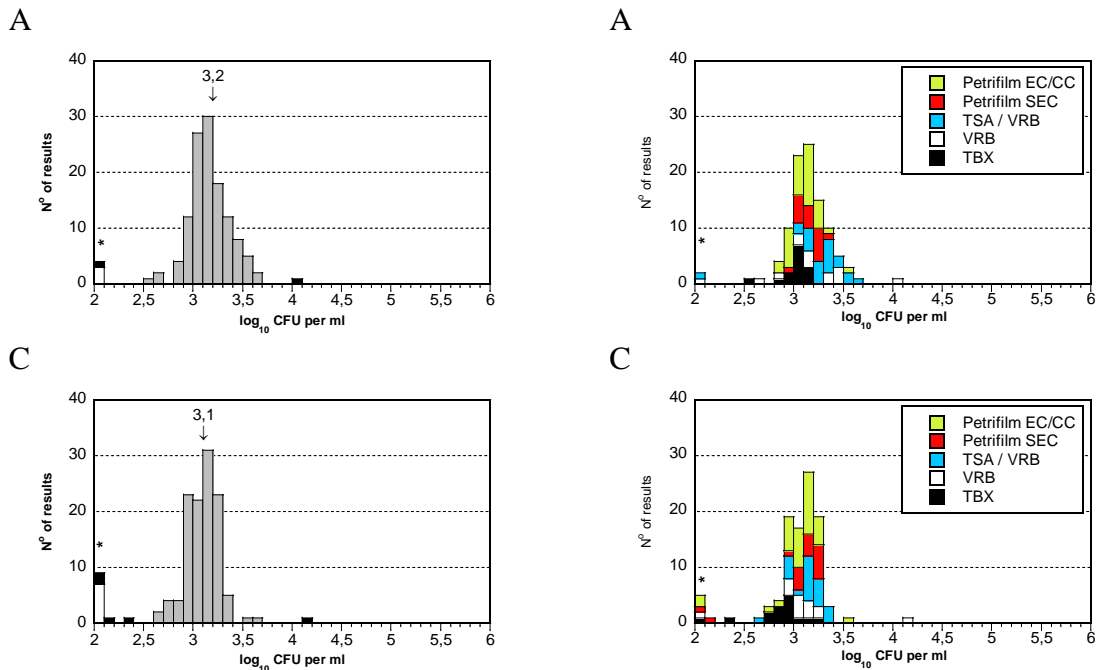 A
A
40
30
20
10
0
N° of results
3,2
↓
*
2 2,5 3 3,5 4 4,5 5 5,5 6
log10 CFU per ml
40
30
20
10
0
N° of results
*
Petrifilm EC/CC
Petrifilm SEC
TSA / VRB
VRB
TBX
2 2,5 3 3,5 4 4,5 5 5,5 6
log10 CFU per ml
C
C
40
30
20
10
0
N° of results
3,1
↓
*
2 2,5 3 3,5 4 4,5 5 5,5 6
log10 CFU per ml
40
30
20
10
0
N° of results
*
Petrifilm EC/CC
Petrifilm SEC
TSA / VRB
VRB
TBX
2 2,5 3 3,5 4 4,5 5 5,5 6
log10 CFU per ml